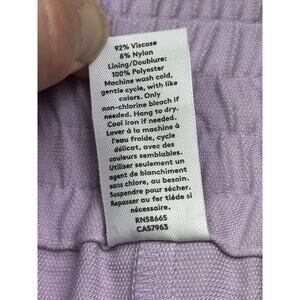 92% Viscose
8% Nylon
Lining/Doublure:
100% Polyester
Machine wash cold,
gentle cycle, with like
colors. Only
non-chlorine bleach if
needed. Hang to dry.
Cool iron if needed.
Laver à la machine à
l'eau froide, cycle
délicat, avec des
couleurs semblables.
Utiliser seulement un
agent de blanchiment
sans chlore, au besoin.
Suspendre pour sécher.
Repasser au fer tiède si
nécessaire.
RN58665
CA57963